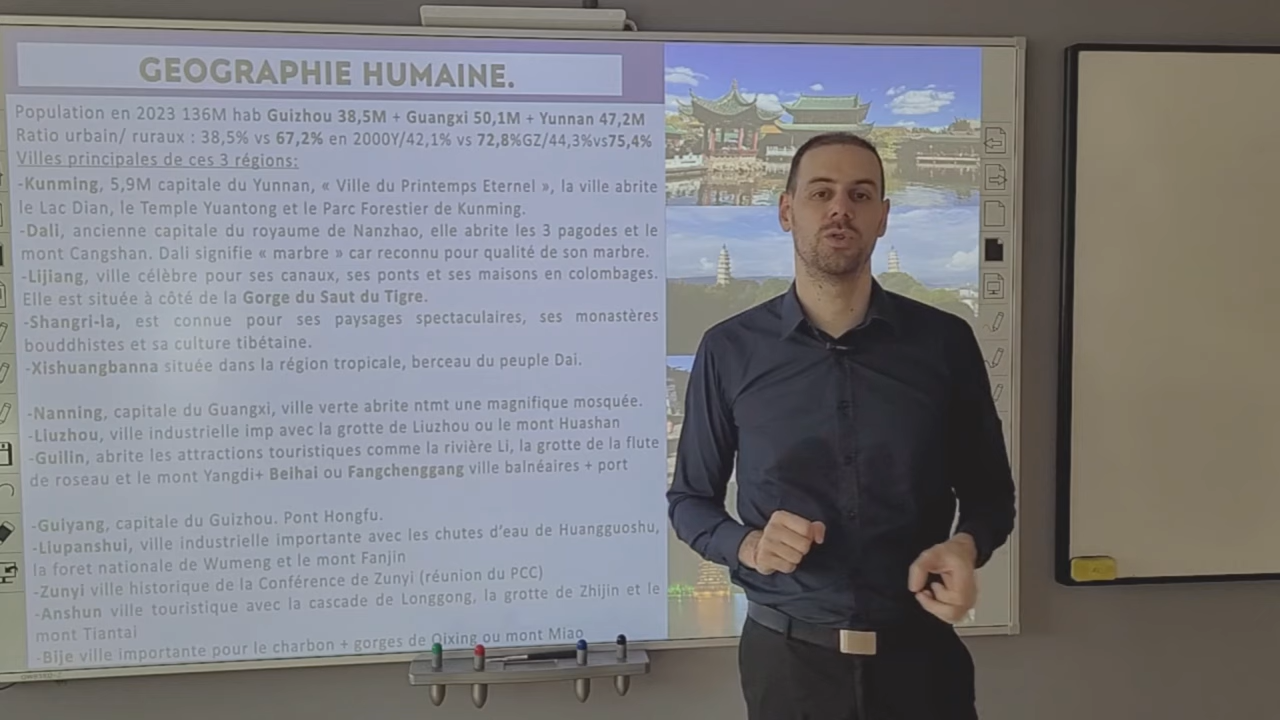 GEOGRAPHIE HUMAINE.
Population en 2023 136M hab Guizhou 38,5M + Guangxi 50,1M + Yunnan 47,2M
Ratio urbain/ ruraux : 38,5% vs 67,2% en 2000Y/42,1% vs 72,8%GZ/44,3%vs75,4%
Villes principales de ces 3 régions:
-Kunming, 5,9M capitale du Yunnan, « Ville du Printemps Eternel », la ville abrite
le Lac Dian, le Temple Yuantong et le Parc Forestier de Kunming.
-Dali, ancienne capitale du royaume de Nanzhao, elle abrite les 3 pagodes et le
mont Cangshan. Dali signifie « marbre » car reconnu pour qualité de son marbre.
-Lijiang, ville célèbre pour ses canaux, ses ponts et ses maisons en colombages.
Elle est située à côté de la Gorge du Saut du Tigre.
-Shangri-la, est connue pour ses paysages spectaculaires, ses monastères
bouddhistes et sa culture tibétaine.
-Xishuangbanna située dans la région tropicale, berceau du peuple Dai.
-Nanning, capitale du Guangxi, ville verte abrite ntmt une magnifique mosquée.
-Liuzhou, ville industrielle imp avec la grotte de Liuzhou ou le mont Huashan
-Guilin, abrite les attractions touristiques comme la rivière Li, la grotte de la flute
de roseau et le mont Yangdi+ Beihai ou Fangchenggang ville balnéaires + port
-Guiyang, capitale du Guizhou. Pont Hongfu.
-Liupanshui, ville industrielle importante avec les chutes d'eau de Huangguoshu,
la foret nationale de Wumeng et le mont Fanjin
-Zunyi ville historique de la Conférence de Zunyi (réunion du PCC)
-Anshun ville touristique avec la cascade de Longgong, la grotte de Zhijin et le
mont Tiantai
-Bije ville importante pour le charbon + gorges de Qixing ou mont Miao